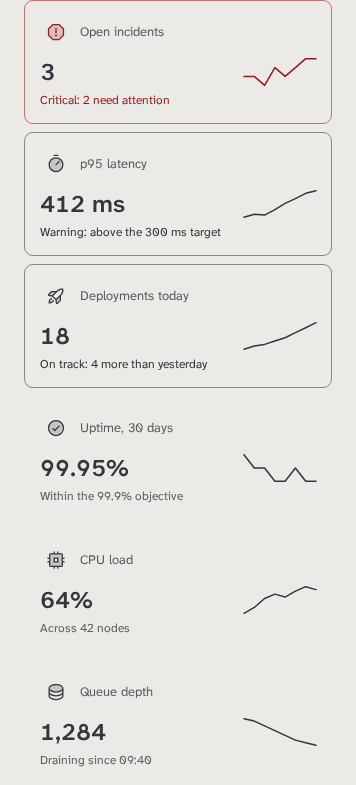 Open incidents
3
Critical: 2 need attention
p95 latency
412 ms
Warning: above the 300 ms target
Deployments today
18
On track: 4 more than yesterday
Uptime, 30 days
99.95%
Within the 99.9% objective
CPU load
64%
Across 42 nodes
Queue depth
1,284
Draining since 09:40